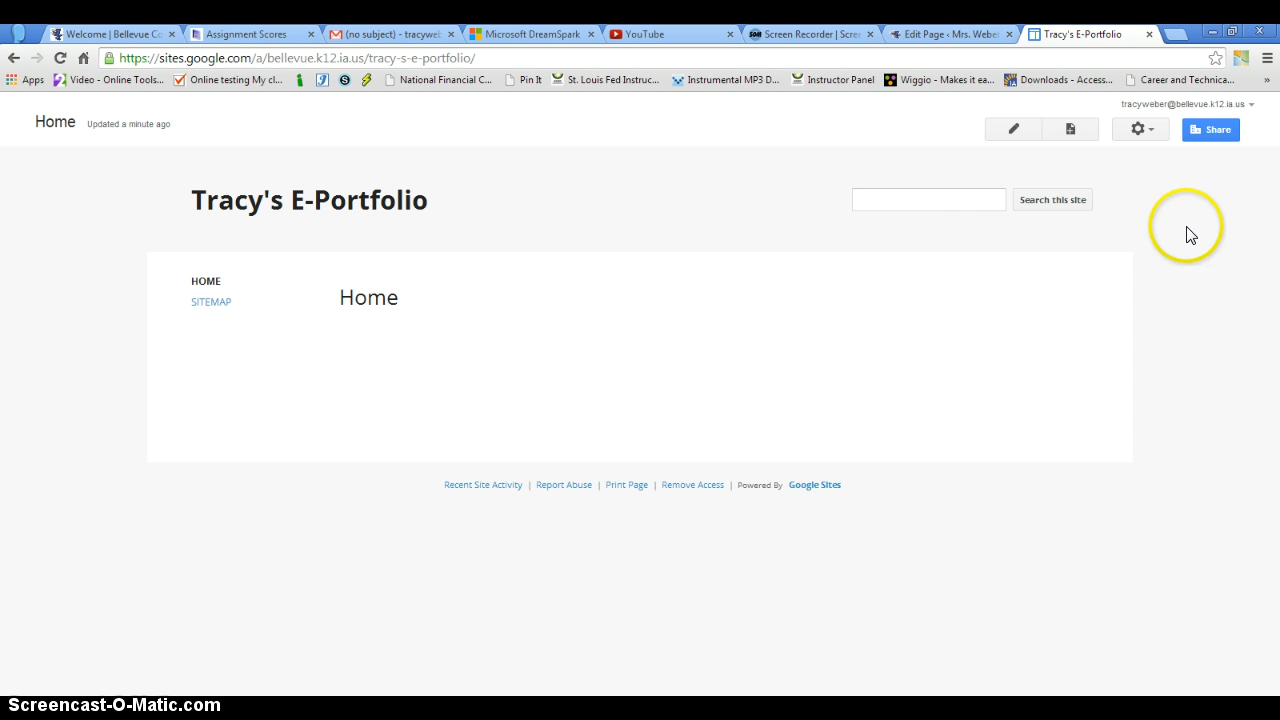 Welcome | Bellevue Co
Assignment Scores
(no subject) - tracyweb
Microsoft DreamSpark
YouTube
Screen Recorder | Scre
Edit Page ‹ Mrs. Weber
Tracy's E-Portfolio
https://sites.google.com/a/bellevue.k12.ia.us/tracy-s-e-portfolio/
Apps
Video - Online Tools...
Online testing My cl...
National Financial C...
Pin It
St. Louis Fed Instruc...
Instrumental MP3 D...
Instructor Panel
Wiggio - Makes it ea...
Downloads - Access...
Career and Technica...
»
tracyweber@bellevue.k12.ia.us
Home Updated a minute ago
Share
Tracy's E-Portfolio
Search this site
HOME
SITEMAP
Home
Recent Site Activity | Report Abuse | Print Page | Remove Access | Powered By Google Sites
Screencast-O-Matic.com